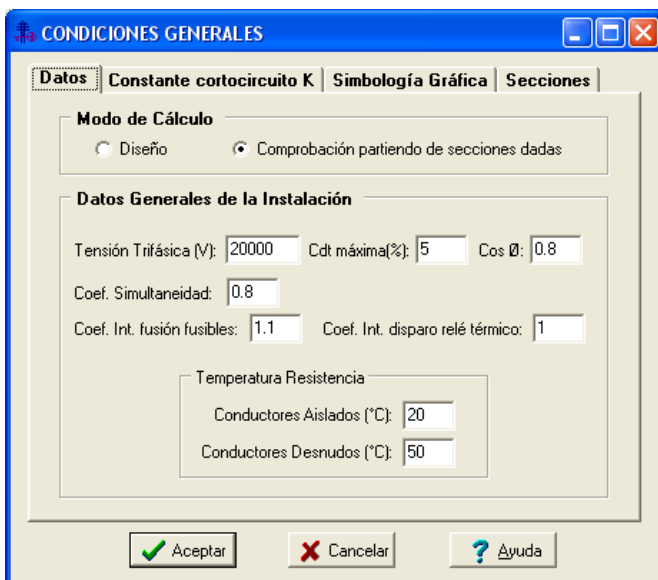 CONDICIONES GENERALES
Datos Constante cortocircuito K Simbología Gráfica Secciones
Modo de Cálculo
Diseño Comprobación partiendo de secciones dadas
Datos Generales de la Instalación
Tensión Trifásica (V): 20000 Cdt máxima(%): 5 Cos Ø: 0.8
Coef. Simultaneidad: 0.8
Coef. Int. fusión fusibles: 1.1 Coef. Int. disparo relé térmico: 1
Temperatura Resistencia
Conductores Aislados (°C): 20
Conductores Desnudos (°C): 50
Aceptar Cancelar Ayuda